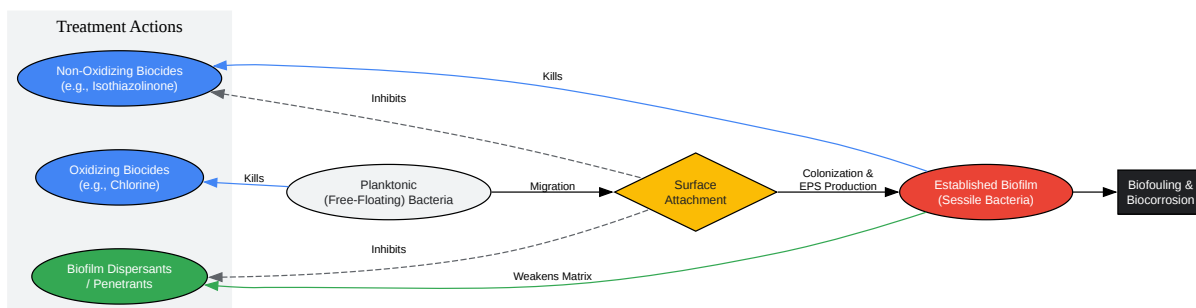 Treatment Actions
Non-Oxidizing Biocides
(e.g., Isothiazolinone)
Kills
Inhibits
Oxidizing Biocides
(e.g., Chlorine)
Kills
Planktonic
(Free-Floating) Bacteria
Migration
Surface
Attachment
Colonization &
EPS Production
Established Biofilm
(Sessile Bacteria)
Biofouling &
Biocorrosion
Inhibits
Biofilm Dispersants
/ Penetrants
Weakens Matrix